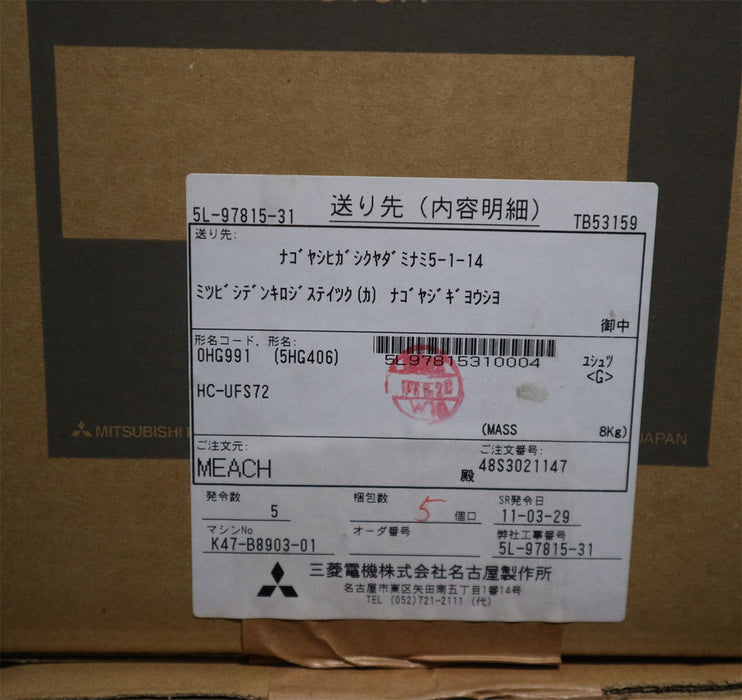 5L-97815-31 送り先(内容明細) TB53159
送り先:
ナゴヤシヒガシクヤダミナミ5-1-14
ミツビシデンキロジステイツク(カ) ナゴヤジギヨウシヨ
御中
形名コード、形名:
0HG991 (5HG406)
5L97815310004
ユシュツ
<G>
HC-UFS72
(MASS 8Kg)
MITSUBISHI
JAPAN
ご注文元:
MEACH 殿
ご注文番号:
48S3021147
発令数
5
梱包数
5 個口
SR発令日
11-03-29
マシンNo
K47-B8903-01
オーダ番号
弊社工事番号
5L-97815-31
三菱電機株式会社名古屋製作所
名古屋市東区矢田南五丁目1番14号
TEL (052)721-2111 (代)